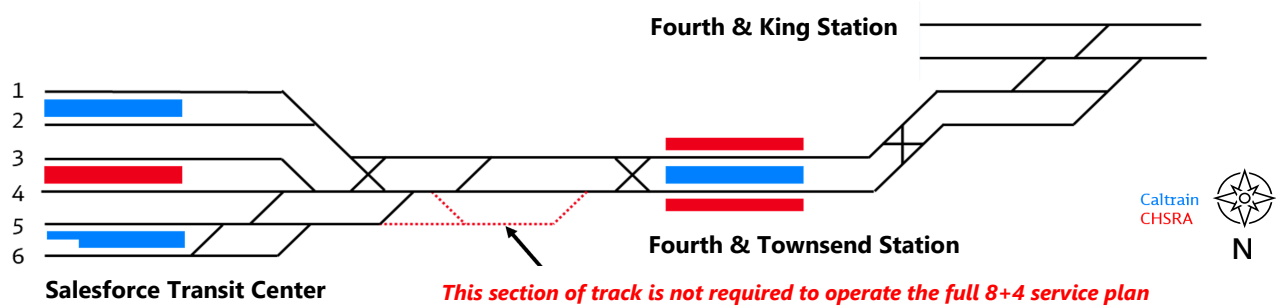 Fourth & King Station
1
2
3
4
5
6
Caltrain
CHSRA
N
Fourth & Townsend Station
Salesforce Transit Center
This section of track is not required to operate the full 8+4 service plan